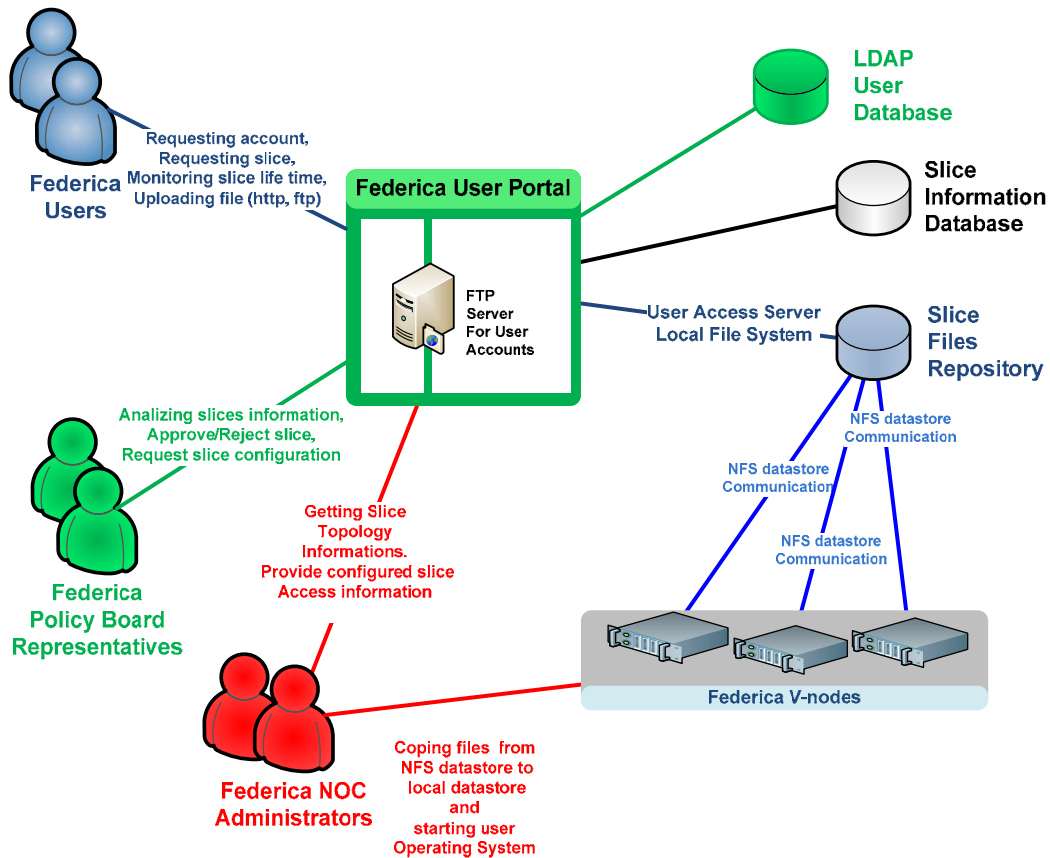 Federica
Users
Requesting account,
Requesting slice,
Monitoring slice life time,
Uploading file (http, ftp)
Federica User Portal
FTP
Server
For User
Accounts
LDAP
User
Database
Slice
Information
Database
User Access Server
Local File System
Slice
Files
Repository
NFS datastore
Communication
NFS datastore
Communication
NFS datastore
Communication
Analizing slices information,
Approve/Reject slice,
Request slice configuration
Federica
Policy Board
Representatives
Getting Slice
Topology
Informations.
Provide configured slice
Access information
Federica V-nodes
Federica NOC
Administrators
Coping files from
NFS datastore to
local datastore
and
starting user
Operating System